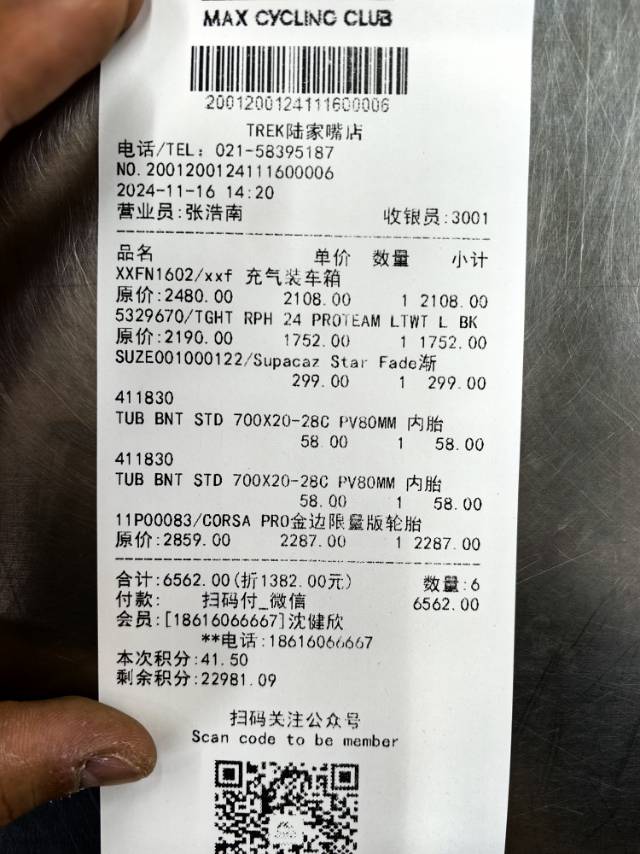 MAX CYCLING CLUB
2001200124111600006
TREK陆家嘴店
电话/TEL: 021-58395187
NO.2001200124111600006
2024-11-16 14:20
营业员:张浩南 收银员:3001
品名 单价 数量 小计
XXFN1602/xxf 充气装车箱
原价:2480.00 2108.00 1 2108.00
5329670/TGHT RPH 24 PROTEAM LTWT L BK
原价:2190.00 1752.00 1 1752.00
SUZE001000122/Supacaz Star Fade渐
299.00 1 299.00
411830
TUB BNT STD 700X20-28C PV80MM 内胎
58.00 1 58.00
411830
TUB BNT STD 700X20-28C PV80MM 内胎
58.00 1 58.00
11P00083/CORSA PRO金边限量版轮胎
原价:2859.00 2287.00 1 2287.00
合计:6562.00(折1382.00元) 数量:6
付款: 扫码付_微信 6562.00
会员:[18616066667]沈健欣
**电话:18616066667
本次积分:41.50
剩余积分:22981.09
扫码关注公众号
Scan code to be member